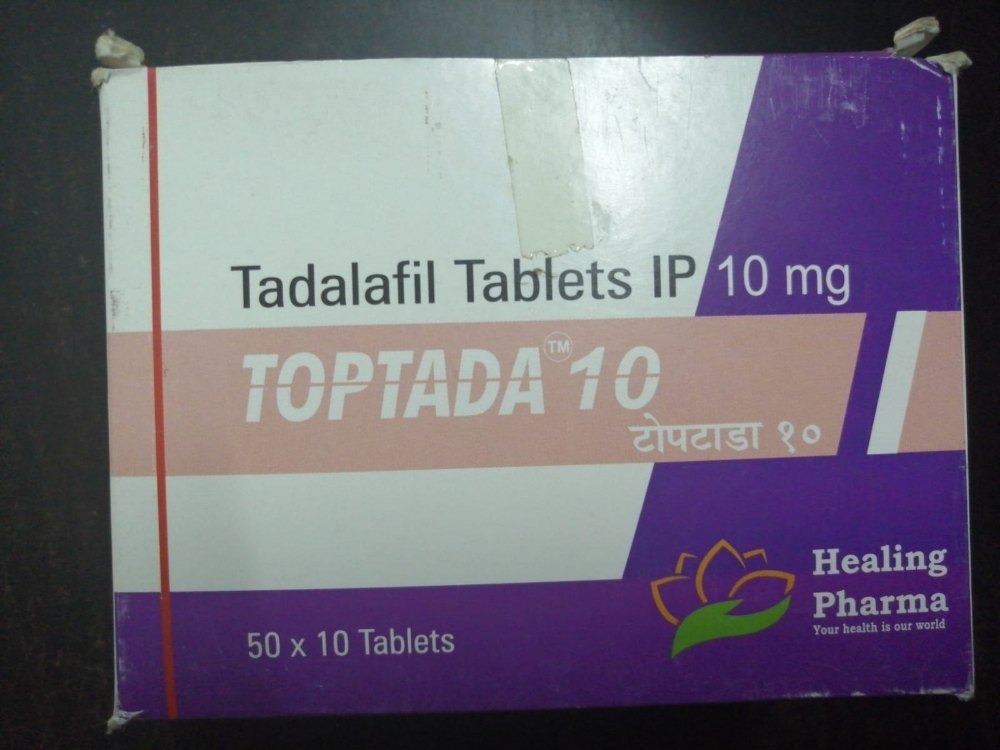 Tadalafil Tablets IP 10 mg
TOPTADA™ 10
टोपटाडा १०
Healing
Pharma
Your health is our world
50 x 10 Tablets